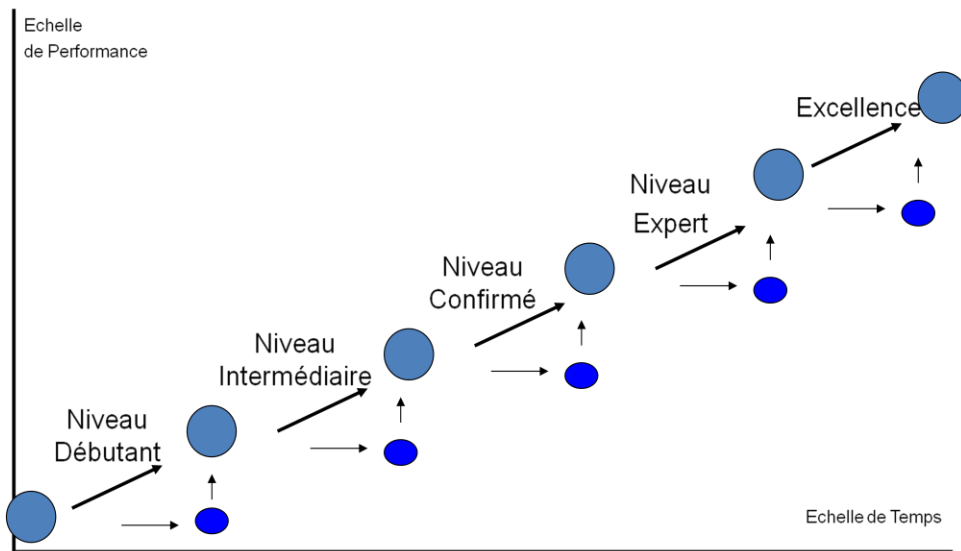 Echelle
de Performance
Excellence
Niveau
Expert
Niveau
Confirmé
Niveau
Intermédiaire
Niveau
Débutant
Echelle de Temps